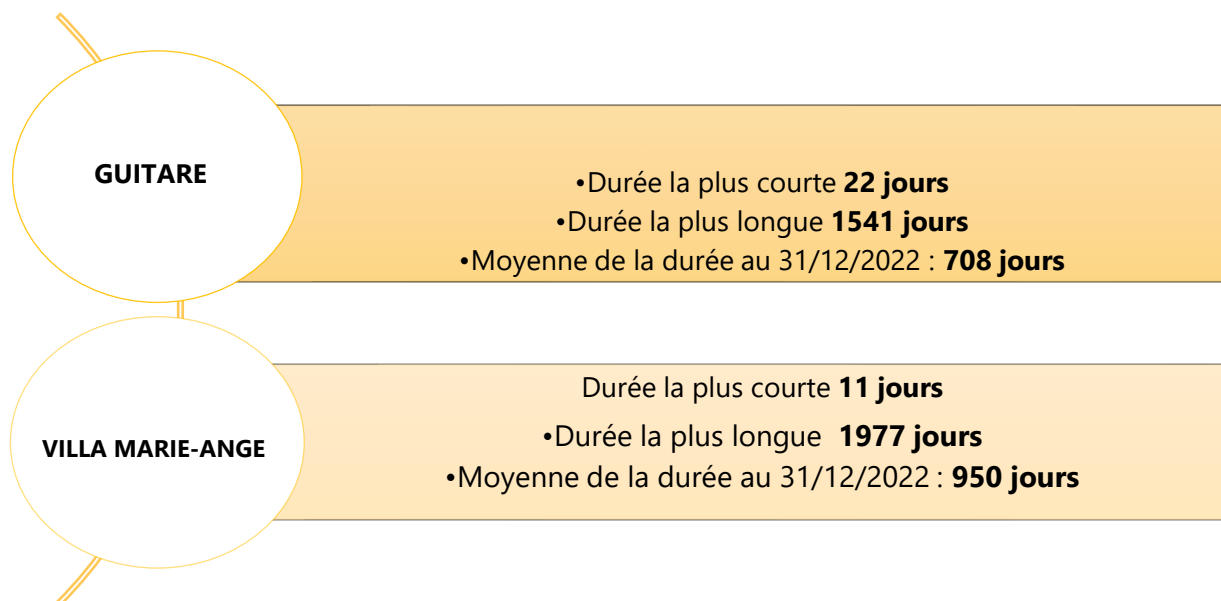 GUITARE
•Durée la plus courte 22 jours
•Durée la plus longue 1541 jours
•Moyenne de la durée au 31/12/2022 : 708 jours
VILLA MARIE-ANGE
Durée la plus courte 11 jours
•Durée la plus longue 1977 jours
•Moyenne de la durée au 31/12/2022 : 950 jours